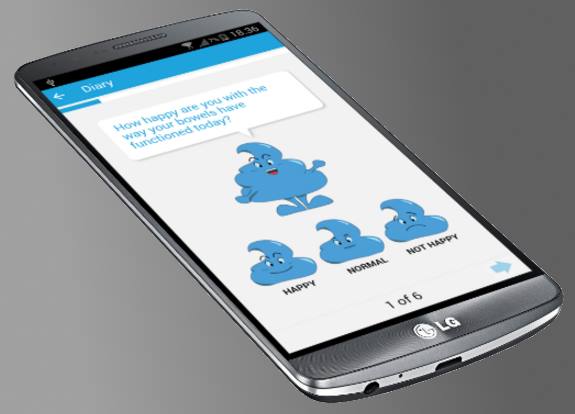 7% 18.36
Diary
How happy are you with the
way your bowels have
functioned today?
HAPPY NORMAL NOT HAPPY
1 of 6
LG